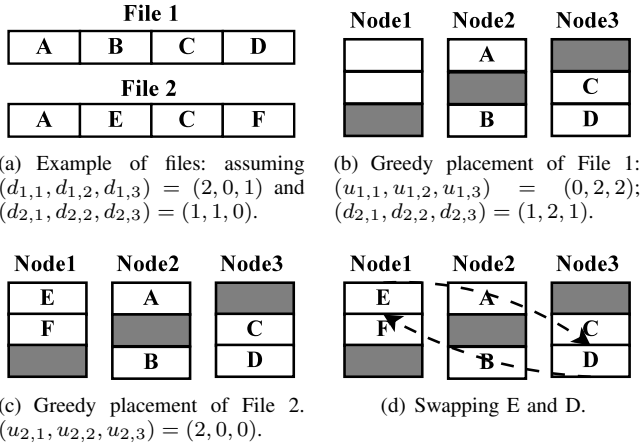 File 1
A B C D
File 2
A E C F
(a) Example of files: assuming
(d1,1, d1,2, d1,3) = (2, 0, 1) and
(d2,1, d2,2, d2,3) = (1, 1, 0).
Node1 Node2 Node3
A
C
B D
(b) Greedy placement of File 1:
(u1,1, u1,2, u1,3) = (0, 2, 2);
(d2,1, d2,2, d2,3) = (1, 2, 1).
Node1 Node2 Node3
E A
F C
B D
(c) Greedy placement of File 2.
(u2,1, u2,2, u2,3) = (2, 0, 0).
Node1 Node2 Node3
E A
F C
B D
(d) Swapping E and D.